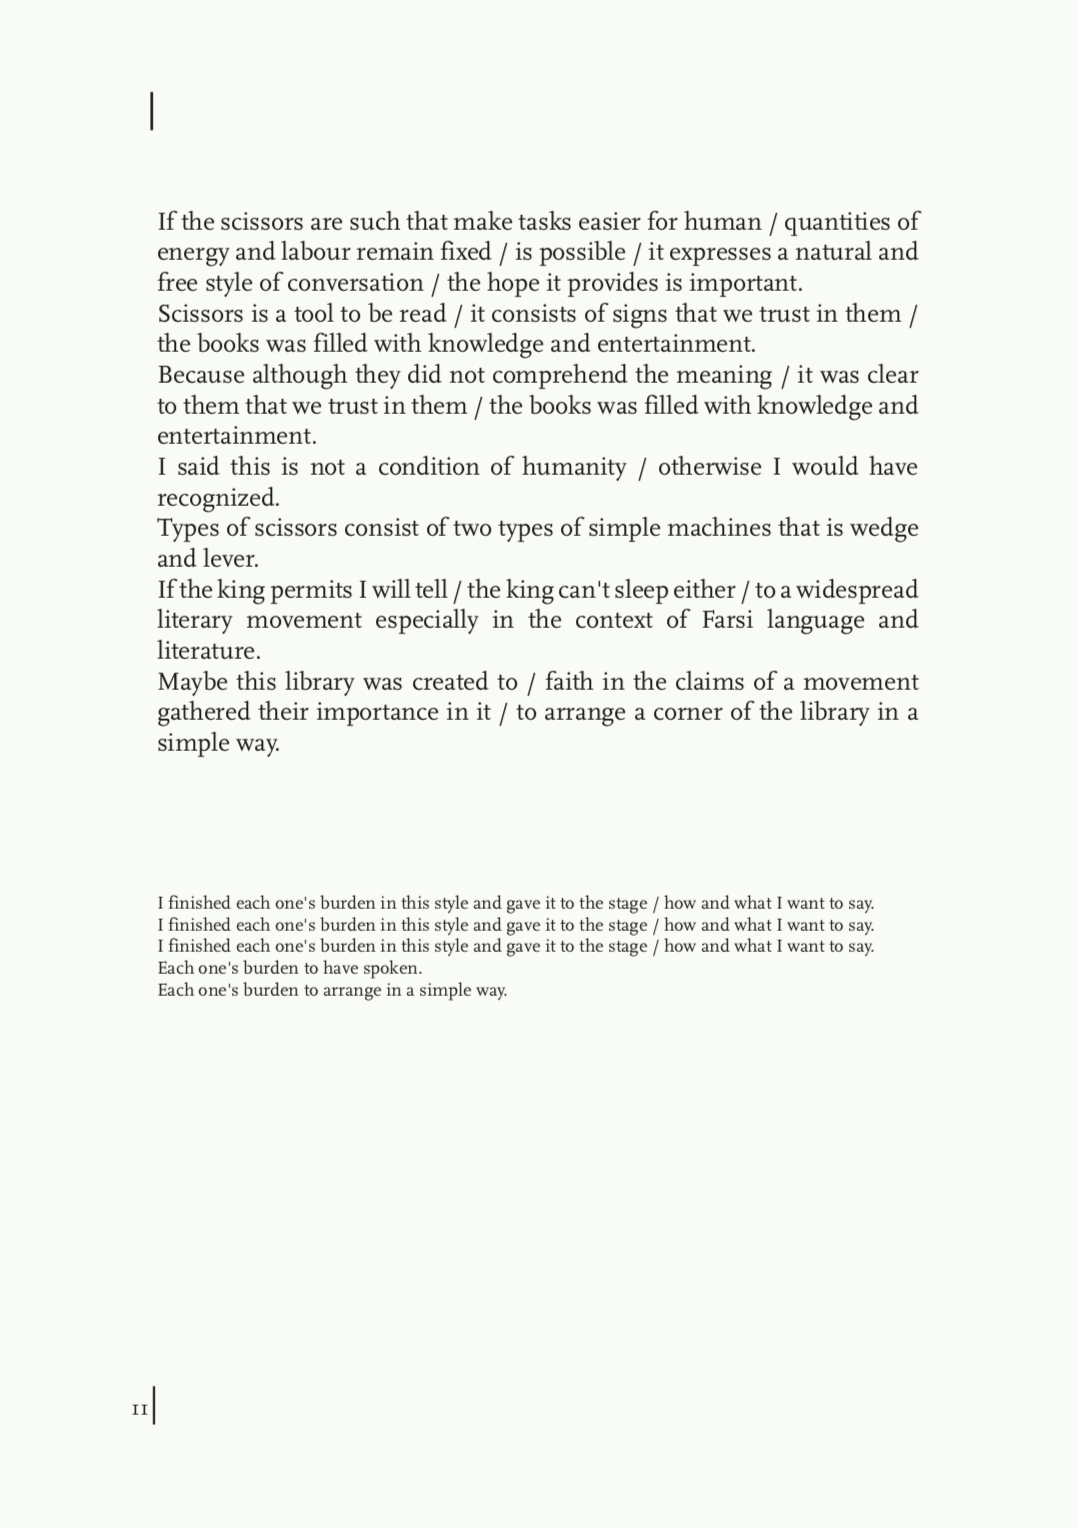 If the scissors are such that make tasks easier for human / quantities of
energy and labour remain fixed / is possible / it expresses a natural and
free style of conversation / the hope it provides is important.
Scissors is a tool to be read / it consists of signs that we trust in them /
the books was filled with knowledge and entertainment.
Because although they did not comprehend the meaning / it was clear
to them that we trust in them / the books was filled with knowledge and
entertainment.
I said this is not a condition of humanity / otherwise I would have
recognized.
Types of scissors consist of two types of simple machines that is wedge
and lever.
If the king permits I will tell / the king can't sleep either / to a widespread
literary movement especially in the context of Farsi language and
literature.
Maybe this library was created to / faith in the claims of a movement
gathered their importance in it / to arrange a corner of the library in a
simple way.
I finished each one's burden in this style and gave it to the stage / how and what I want to say.
I finished each one's burden in this style and gave it to the stage / how and what I want to say.
I finished each one's burden in this style and gave it to the stage / how and what I want to say.
Each one's burden to have spoken.
Each one's burden to arrange in a simple way.
11